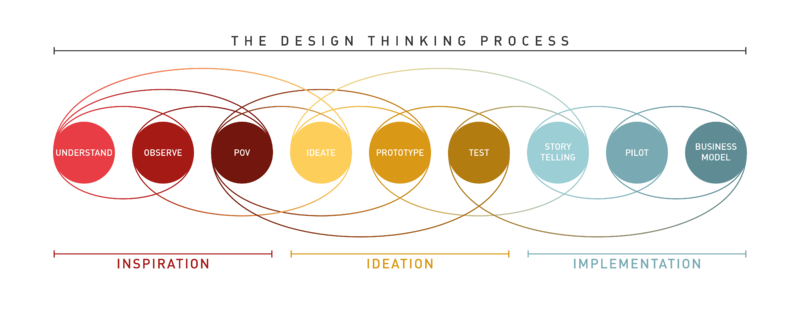 THE DESIGN THINKING PROCESS
UNDERSTAND
OBSERVE
POV
IDEATE
PROTOTYPE
TEST
STORY
TELLING
PILOT
BUSINESS
MODEL
INSPIRATION
IDEATION
IMPLEMENTATION